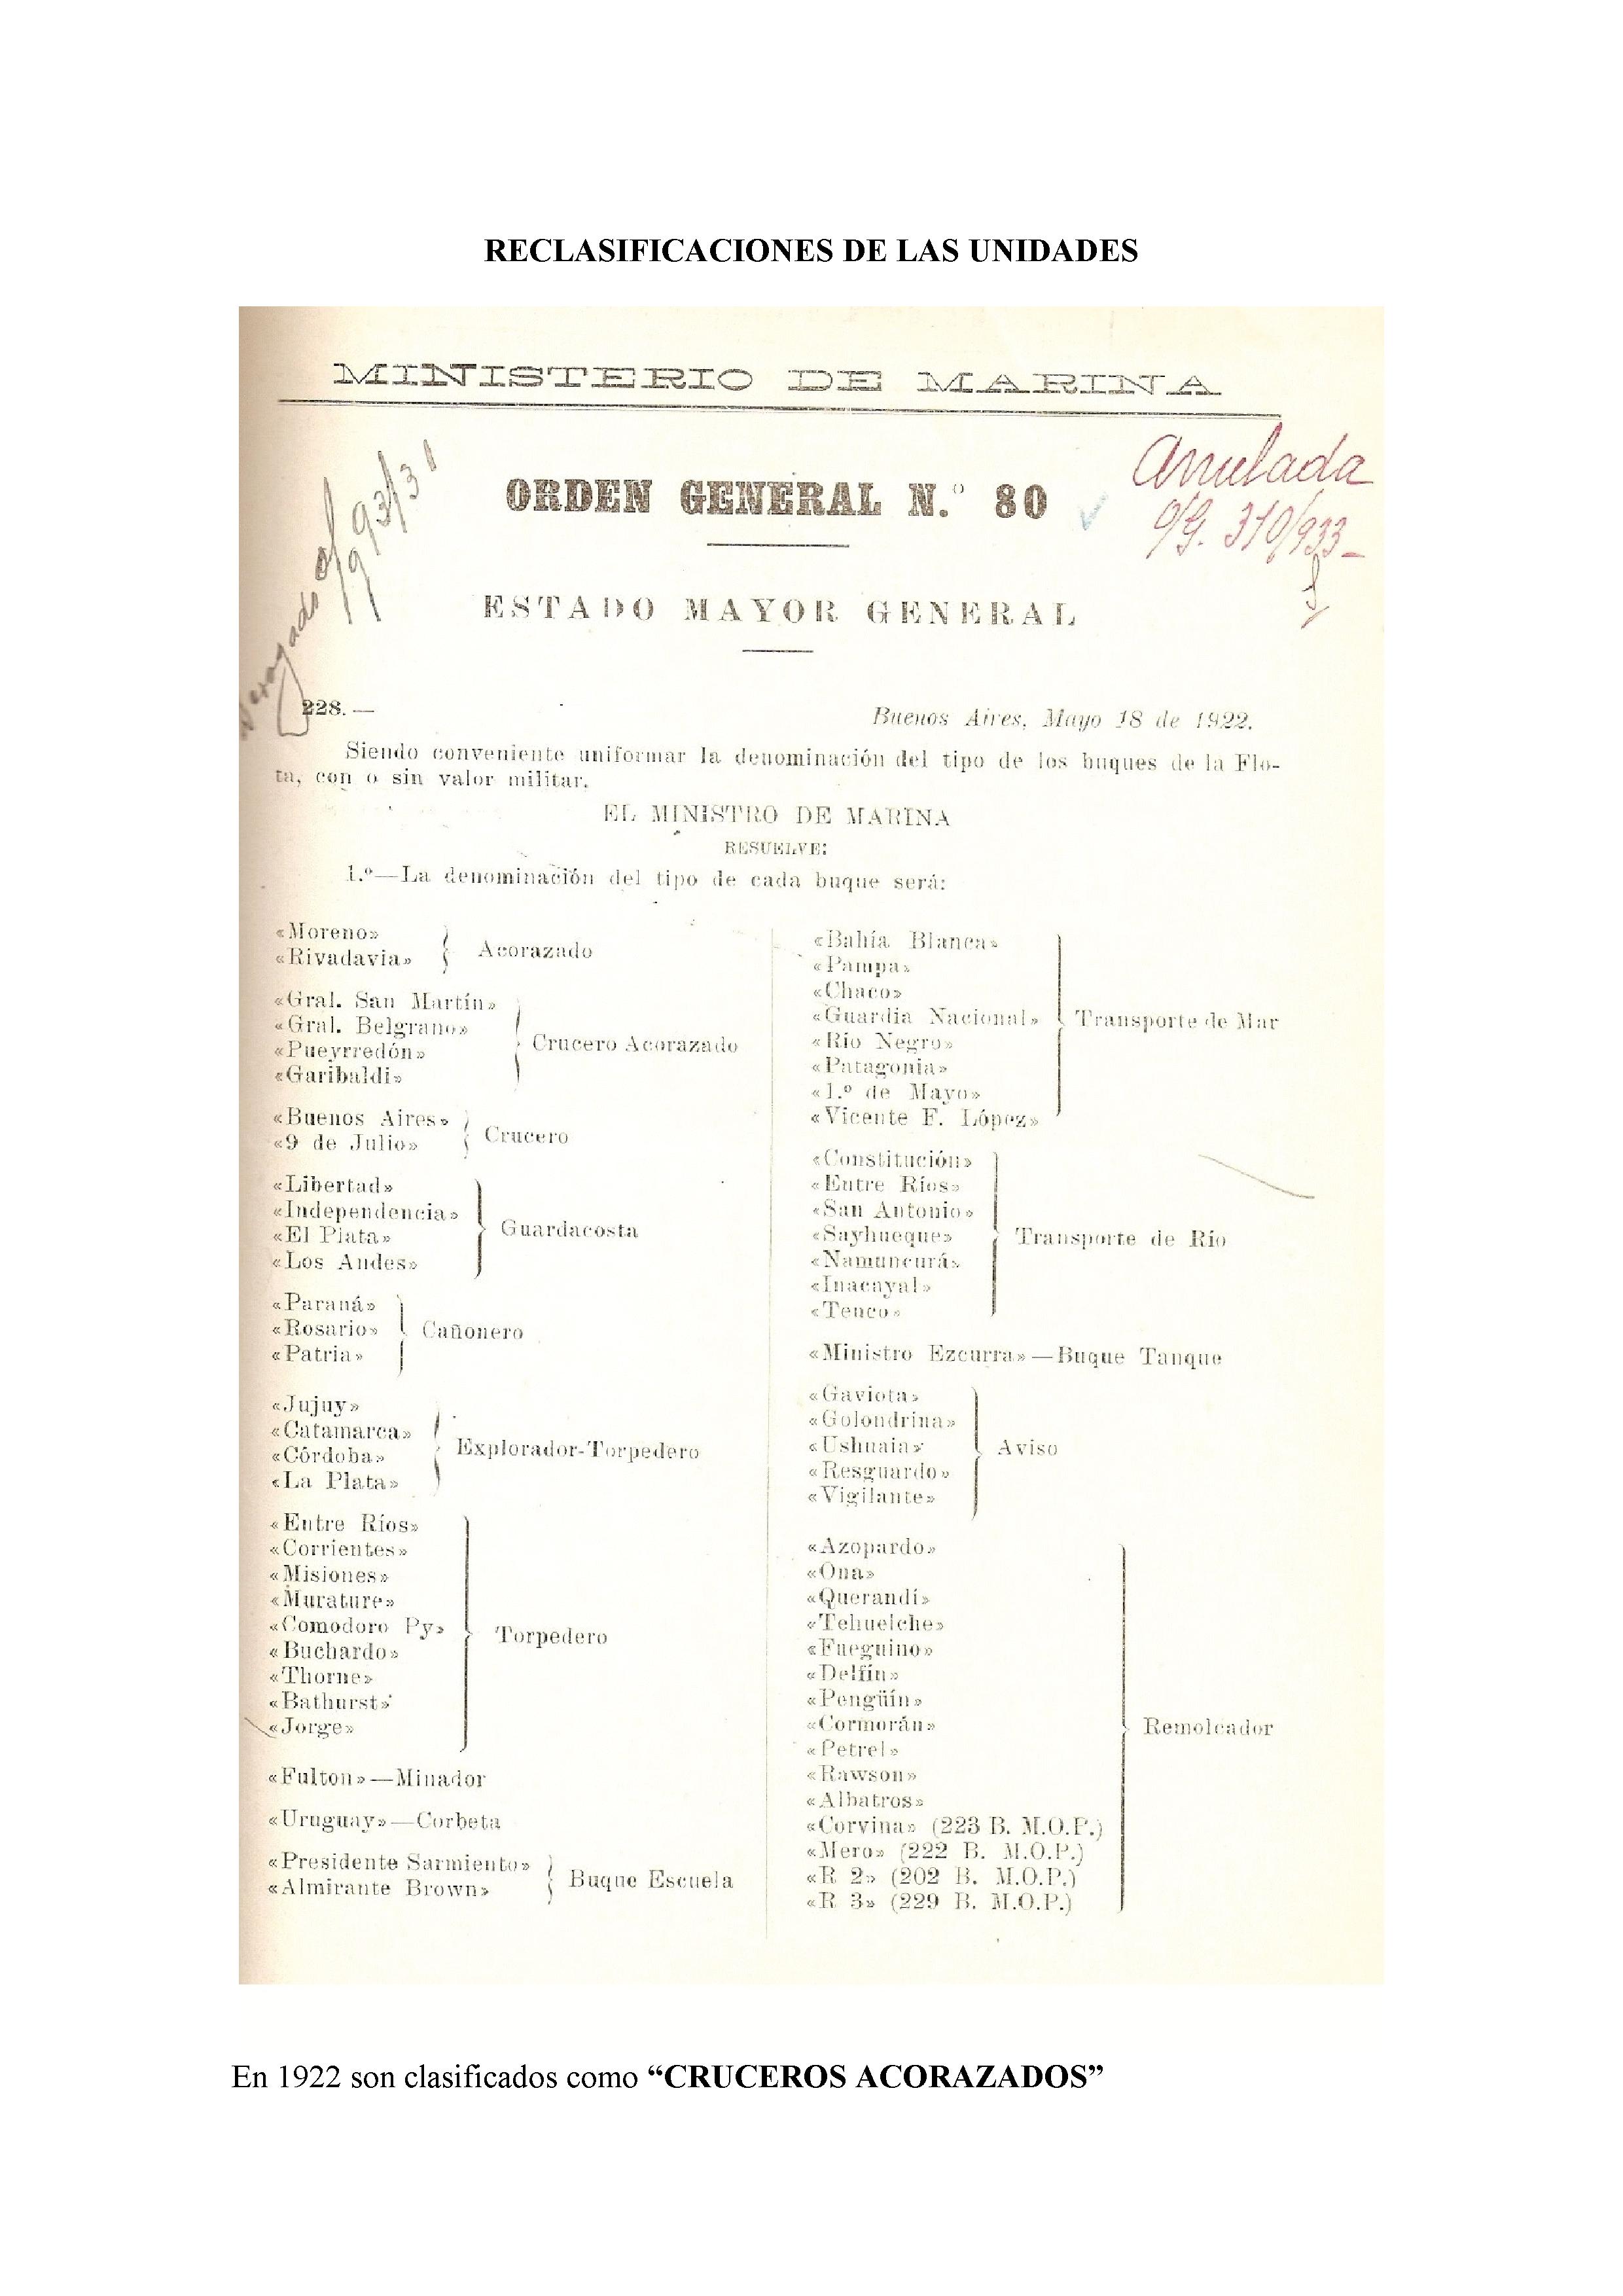 RECLASIFICACIONES DE LAS UNIDADES
MINISTERIO DE MARINA
ORDEN GENERAL N.º 80
Anulada
O/G. 310/933-
93/31
ESTADO MAYOR GENERAL
228.—
Buenos Aires, Mayo 18 de 1922.
Siendo conveniente uniformar la denominación del tipo de los buques de la Flo-
ta, con o sin valor militar.
EL MINISTRO DE MARINA
RESUELVE:
1.º—La denominación del tipo de cada buque será:
«Moreno»
«Rivadavia»
Acorazado
«Gral. San Martín»
«Gral. Belgrano»
«Pueyrredón»
«Garibaldi»
Crucero Acorazado
«Buenos Aires»
«9 de Julio»
Crucero
«Libertad»
«Independencia»
«El Plata»
«Los Andes»
Guardacosta
«Paraná»
«Rosario»
«Patria»
Cañonero
«Jujuy»
«Catamarca»
«Córdoba»
«La Plata»
Explorador-Torpedero
«Entre Ríos»
«Corrientes»
«Misiones»
«Murature»
«Comodoro Py»
«Buchardo»
«Thorne»
«Bathurst»
«Jorge»
Torpedero
«Fulton»—Minador
«Uruguay»—Corbeta
«Presidente Sarmiento»
«Almirante Brown»
Buque Escuela
«Bahía Blanca»
«Pampa»
«Chaco»
«Guardia Nacional»
«Río Negro»
«Patagonia»
«1.º de Mayo»
«Vicente F. López»
Transporte de Mar
«Constitución»
«Entre Ríos»
«San Antonio»
«Sayhueque»
«Namuncurá»
«Inacayal»
«Teuco»
Transporte de Río
«Ministro Ezcurra»—Buque Tanque
«Gaviota»
«Golondrina»
«Ushuaia»
«Resguardo»
«Vigilante»
Aviso
«Azopardo»
«Ona»
«Querandí»
«Tehuelche»
«Fueguino»
«Delfín»
«Pengüín»
«Cormorán»
«Petrel»
«Rawson»
«Albatros»
«Corvina» (223 B. M.O.P.)
«Mero» (222 B. M.O.P.)
«R 2» (202 B. M.O.P.)
«R 3» (229 B. M.O.P.)
Remolcador
En 1922 son clasificados como “CRUCEROS ACORAZADOS”